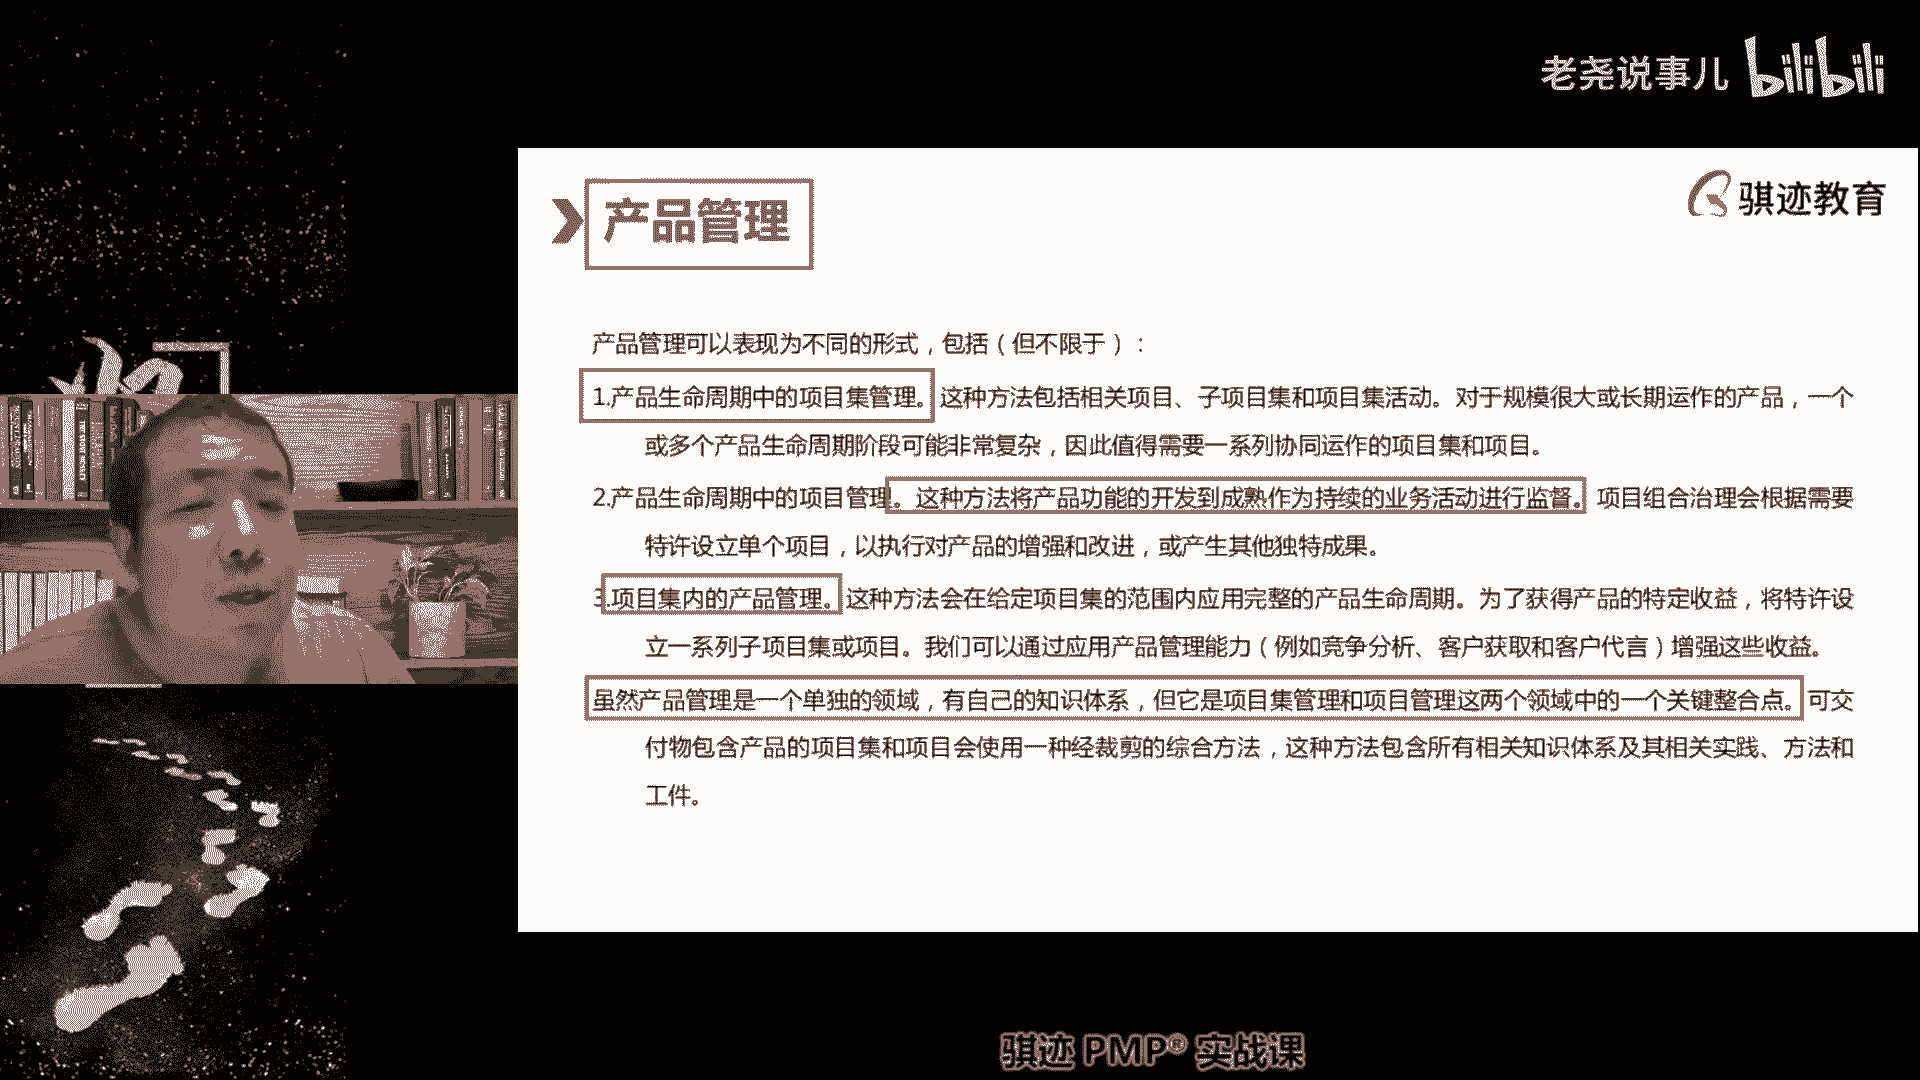 老尧说事儿 bilibili
骐迹教育
产品管理
产品管理可以表现为不同的形式，包括（但不限于）：
1.产品生命周期中的项目集管理。这种方法包括相关项目、子项目集和项目集活动。对于规模很大或长期运作的产品，一个
或多个产品生命周期阶段可能非常复杂，因此值得需要一系列协同运作的项目集和项目。
2.产品生命周期中的项目管理。这种方法将产品功能的开发到成熟作为持续的业务活动进行监督。项目组合治理会根据需要
特许设立单个项目，以执行对产品的增强和改进，或产生其他独特成果。
3.项目集内的产品管理。这种方法会在给定项目集的范围内应用完整的产品生命周期。为了获得产品的特定收益，将特许设
立一系列子项目集或项目。我们可以通过应用产品管理能力（例如竞争分析、客户获取和客户代言）增强这些收益。
虽然产品管理是一个单独的领域，有自己的知识体系，但它是项目集管理和项目管理这两个领域中的一个关键整合点。可交
付物包含产品的项目集和项目会使用一种经裁剪的综合方法，这种方法包含所有相关知识体系及其相关实践、方法和
工件。
骐迹 PMP® 实战课